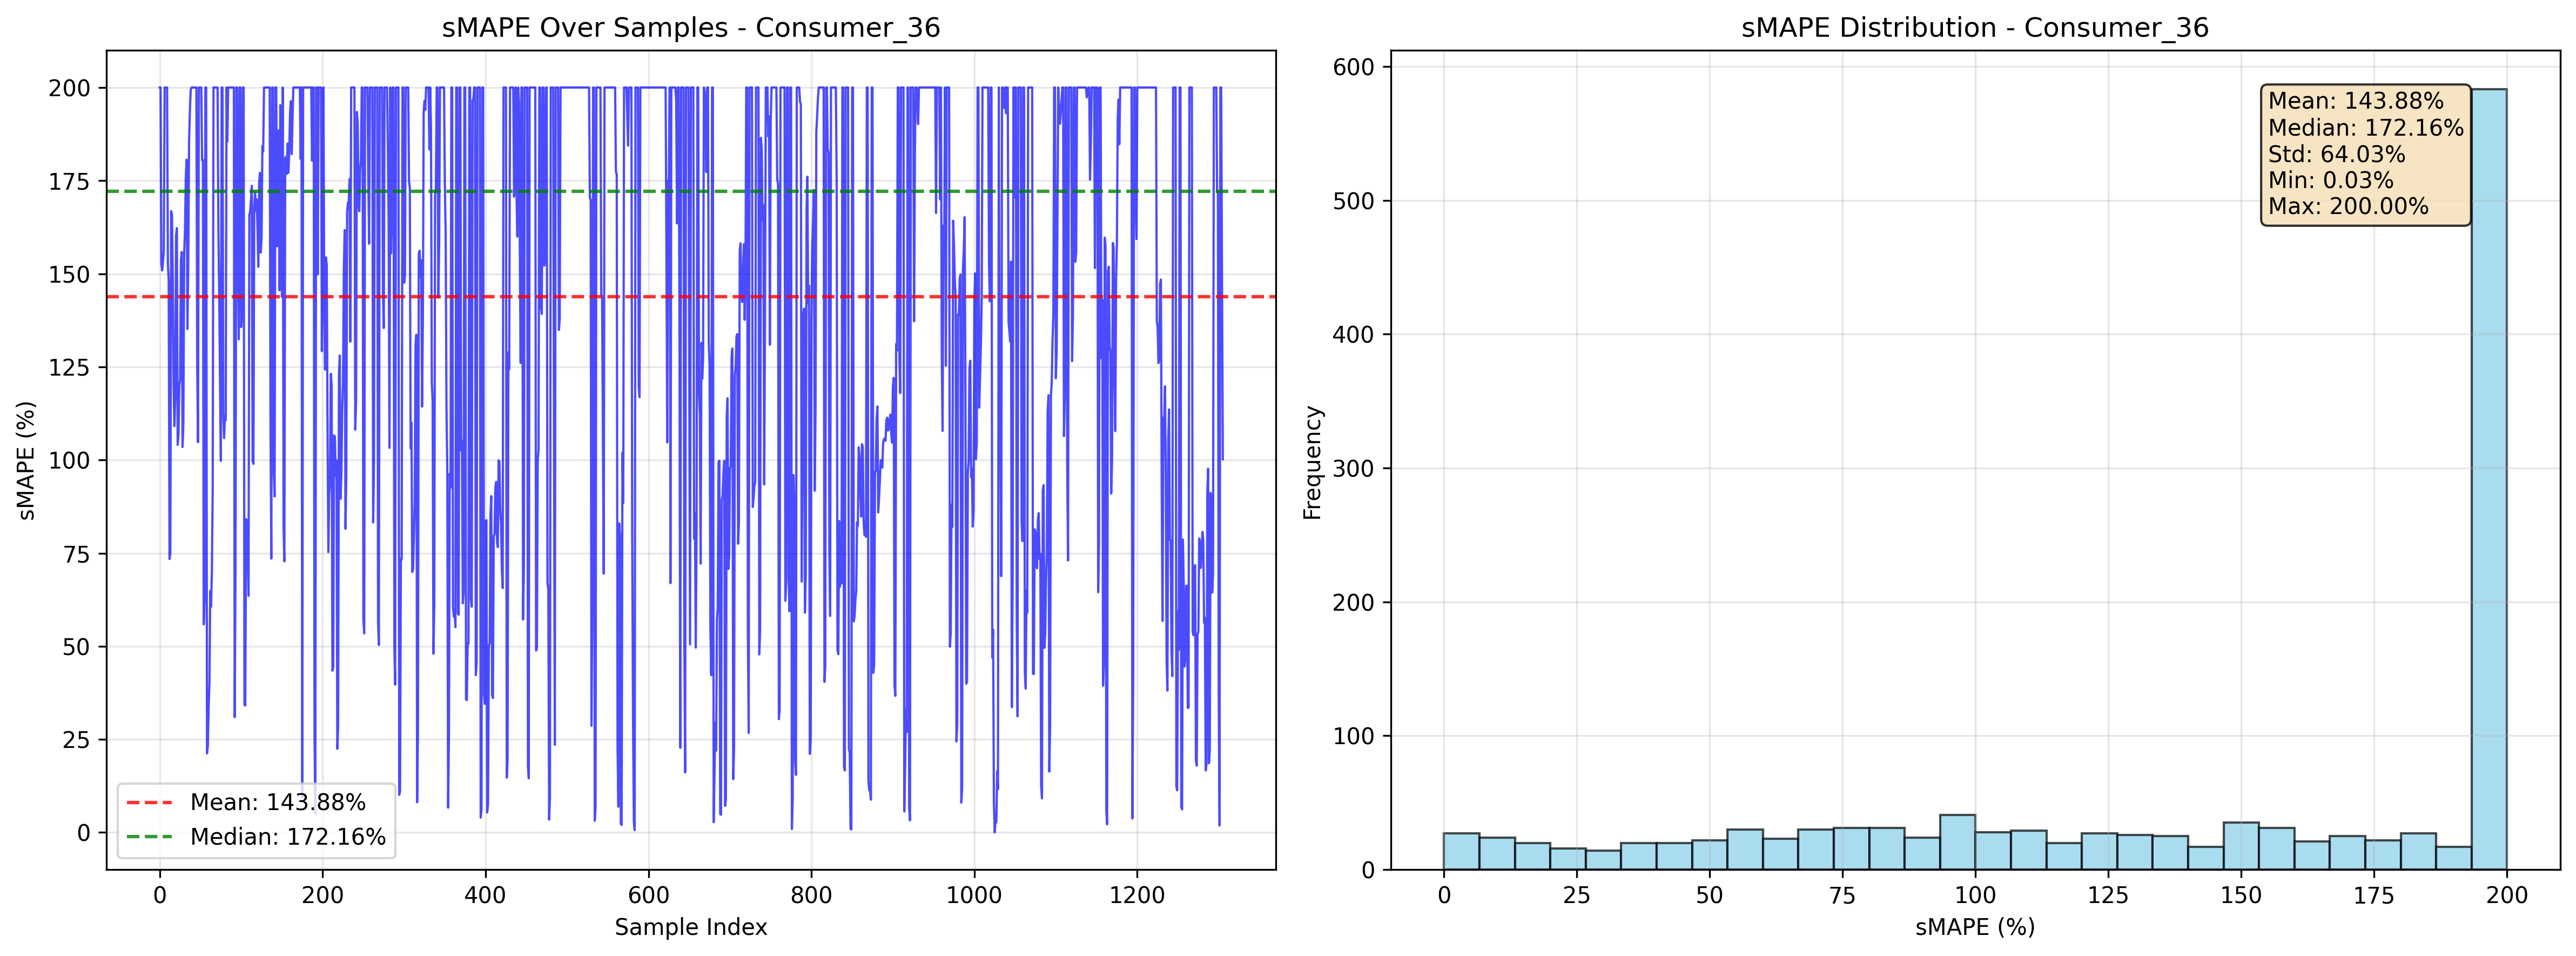 sMAPE Over Samples - Consumer_36
sMAPE (%)
200
175
150
125
100
75
50
25
0
Mean: 143.88%
Median: 172.16%
0 200 400 600 800 1000 1200
Sample Index
sMAPE Distribution - Consumer_36
Frequency
600
500
400
300
200
100
0
Mean: 143.88%
Median: 172.16%
Std: 64.03%
Min: 0.03%
Max: 200.00%
0 25 50 75 100 125 150 175 200
sMAPE (%)